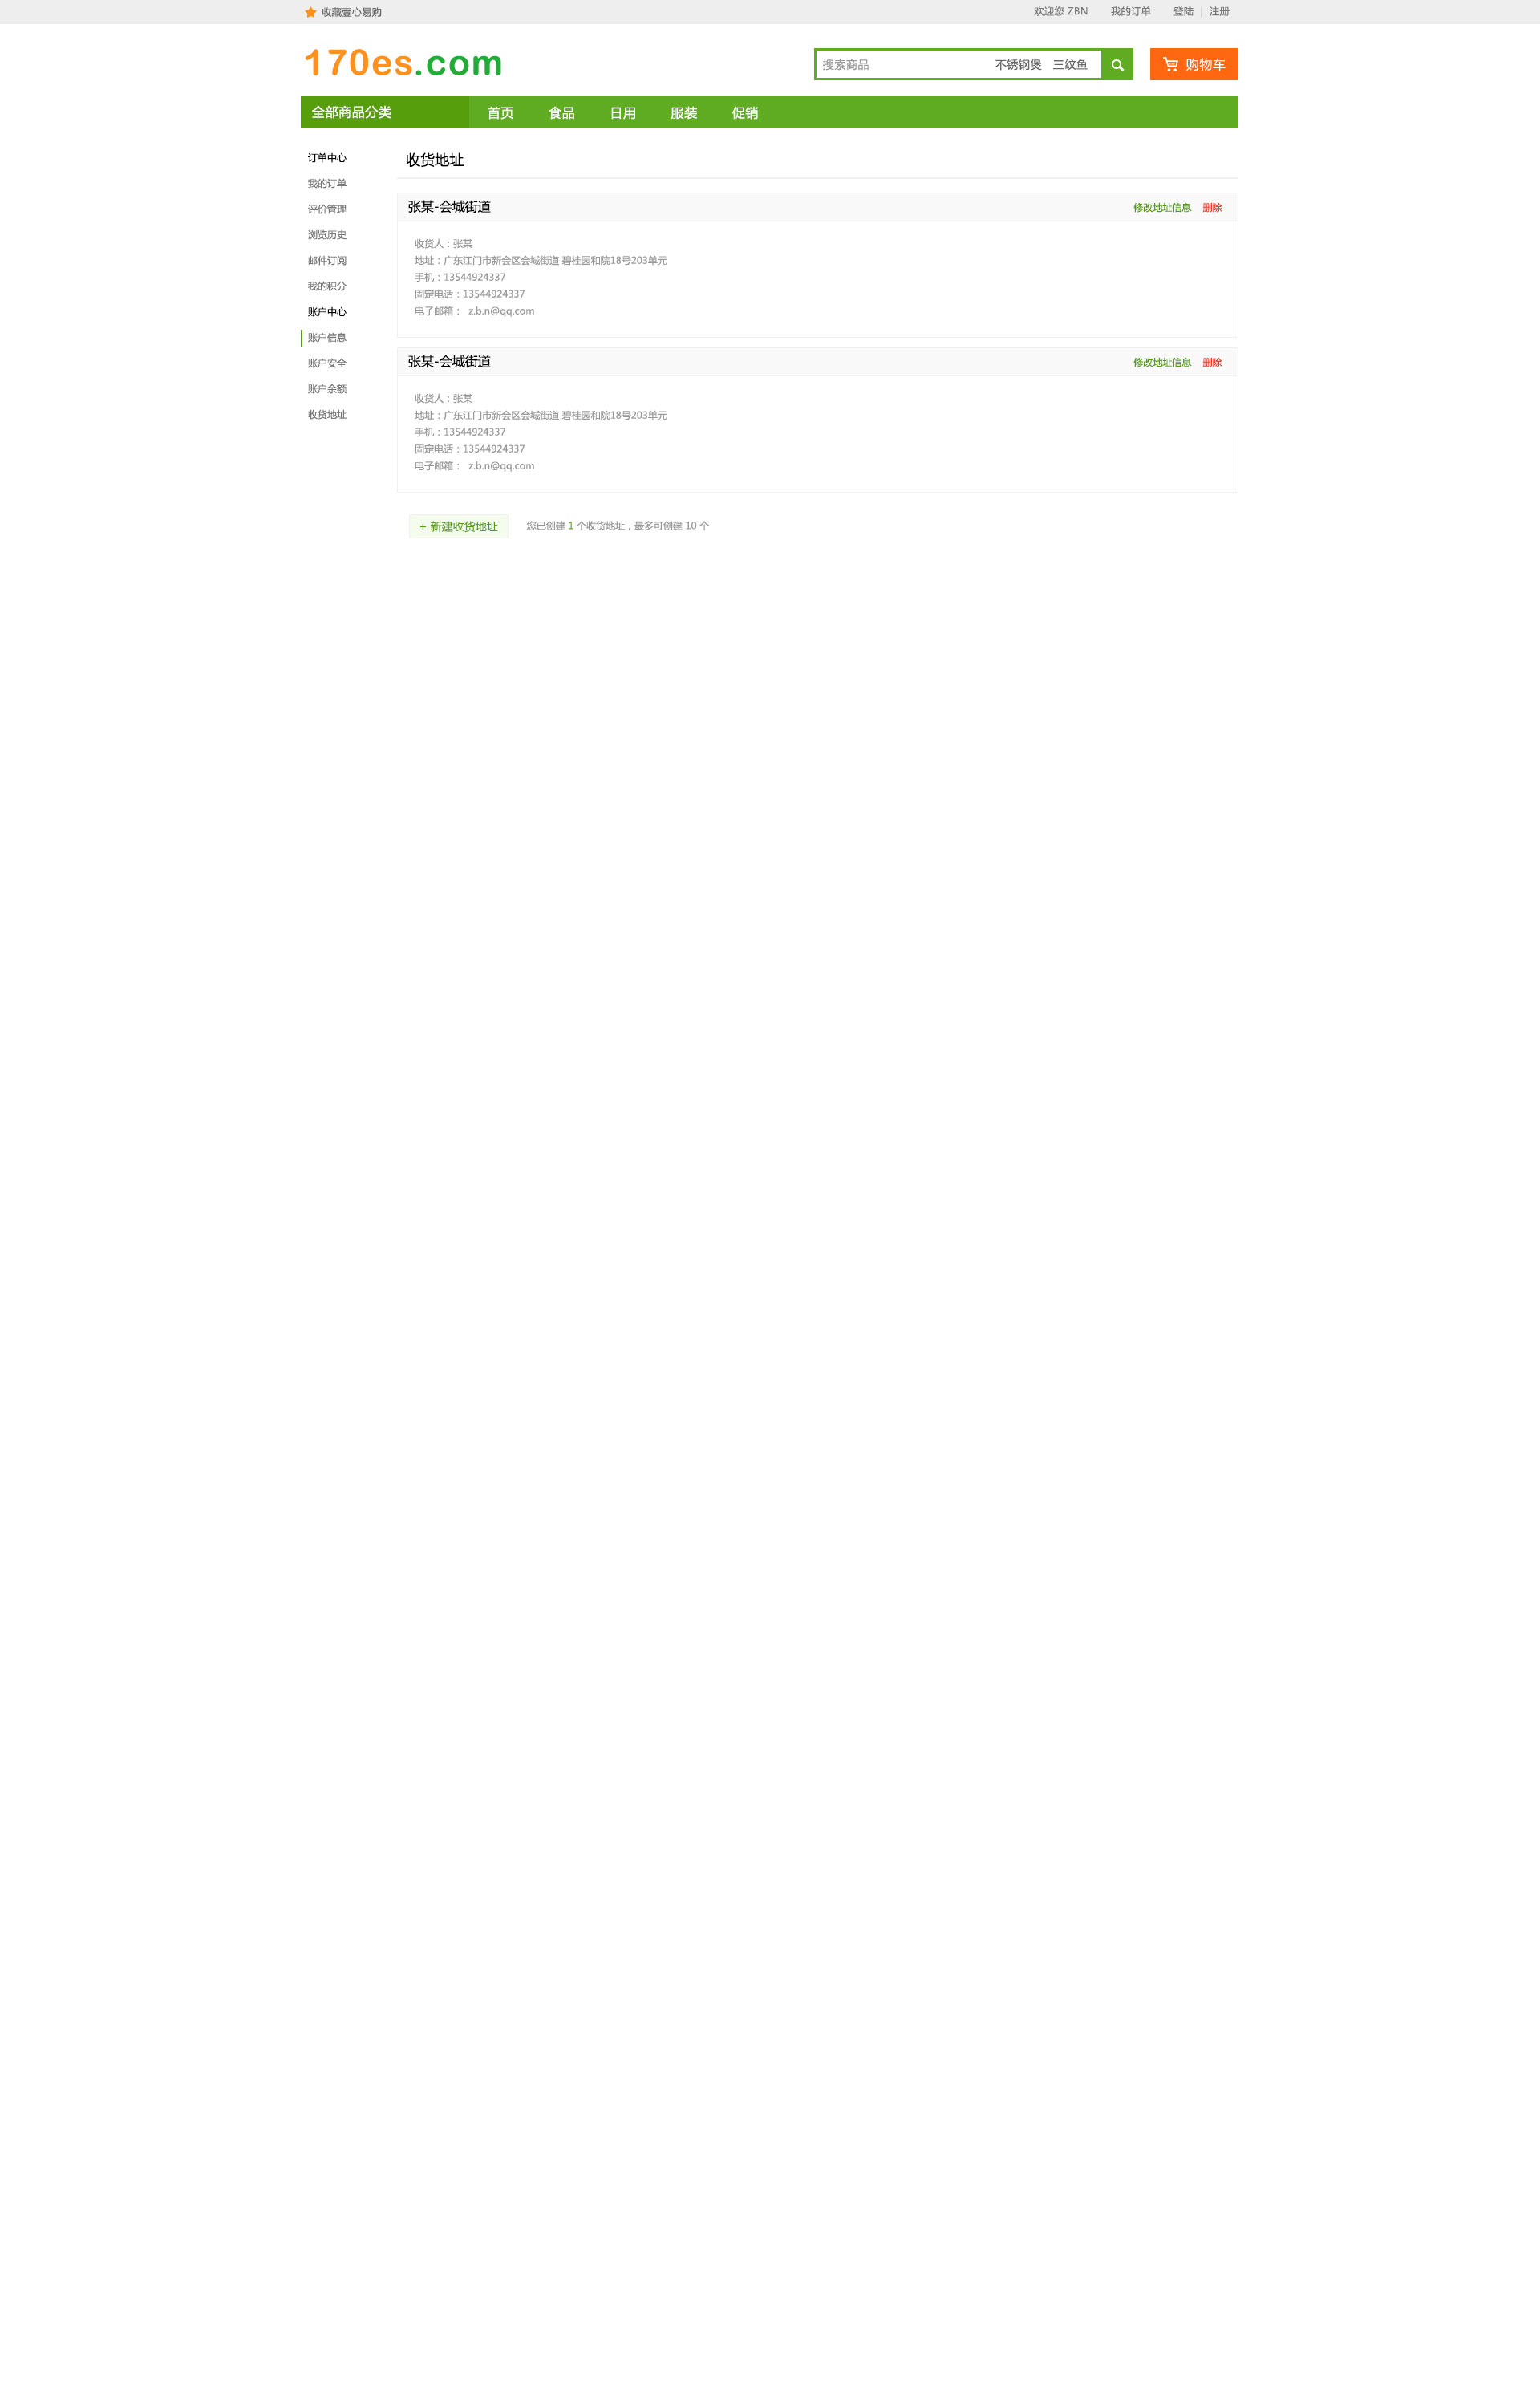 收藏壹心易购 欢迎您 ZBN 我的订单 登陆 | 注册
170es.com
搜索商品 不锈钢煲 三纹鱼
购物车
全部商品分类 首页 食品 日用 服装 促销
订单中心
我的订单
评价管理
浏览历史
邮件订阅
我的积分
账户中心
账户信息
账户安全
账户余额
收货地址
收货地址
张某-会城街道 修改地址信息 删除
收货人：张某
地址：广东江门市新会区会城街道 碧桂园和院18号203单元
手机：13544924337
固定电话：13544924337
电子邮箱： z.b.n@qq.com
张某-会城街道 修改地址信息 删除
收货人：张某
地址：广东江门市新会区会城街道 碧桂园和院18号203单元
手机：13544924337
固定电话：13544924337
电子邮箱： z.b.n@qq.com
+ 新建收货地址 您已创建 1 个收货地址，最多可创建 10 个